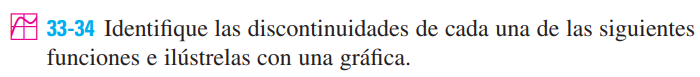 33-34 Identifique las discontinuidades de cada una de las siguientes
funciones e ilústrelas con una gráfica.